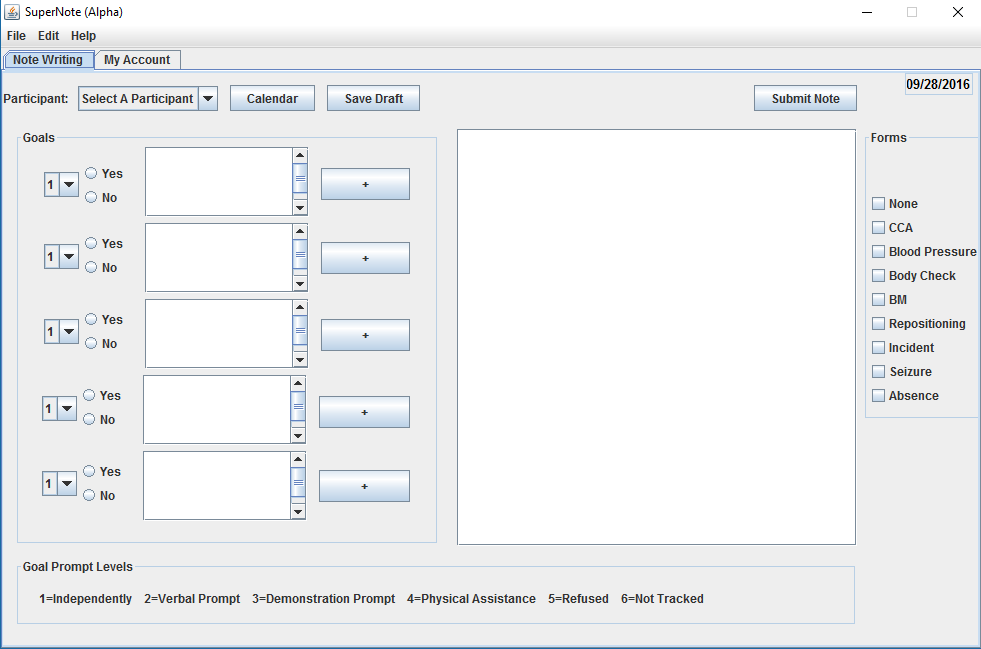 SuperNote (Alpha)
File Edit Help
Note Writing My Account
09/28/2016
Participant: Select A Participant Calendar Save Draft Submit Note
Goals
Forms
1 Yes No +
1 Yes No +
1 Yes No +
1 Yes No +
1 Yes No +
None
CCA
Blood Pressure
Body Check
BM
Repositioning
Incident
Seizure
Absence
Goal Prompt Levels
1=Independently 2=Verbal Prompt 3=Demonstration Prompt 4=Physical Assistance 5=Refused 6=Not Tracked